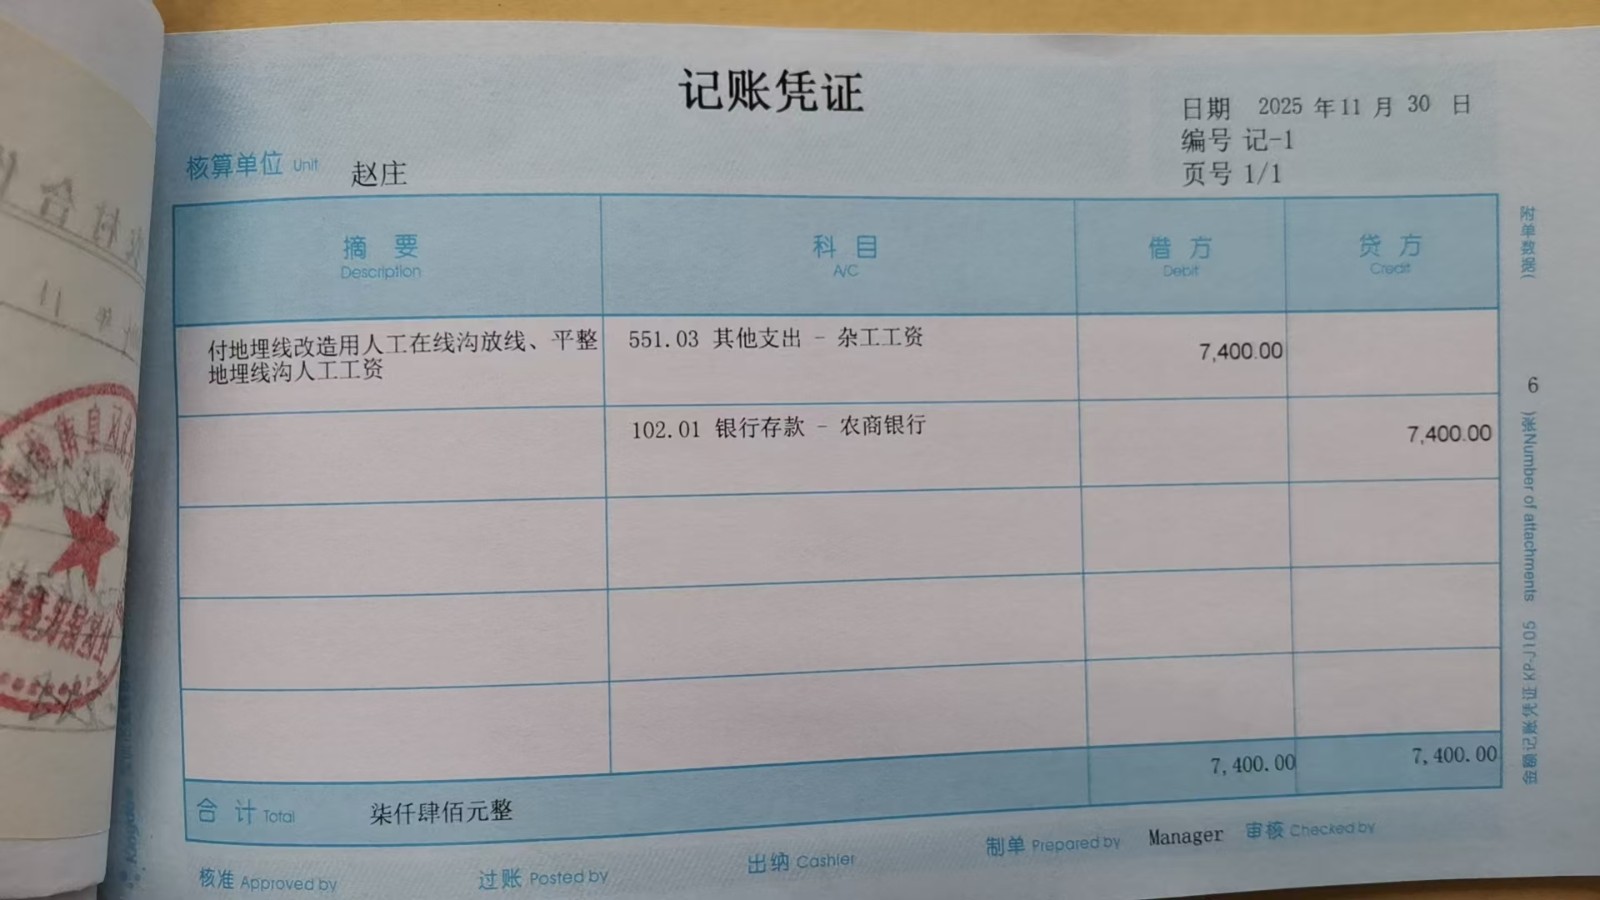 记账凭证
日期 2025 年 11 月 30 日
编号 记-1
页号 1/1
核算单位 Unit 赵庄
摘 要 科 目 借 方 贷 方
Description A/C Debit Credit
付地埋线改造用人工在线沟放线、平整 551.03 其他支出 - 杂工工资 7,400.00
地埋线沟人工工资
102.01 银行存款 - 农商银行 7,400.00
7,400.00 7,400.00
合 计 Total 柒仟肆佰元整
核准 Approved by 过账 Posted by 出纳 Cashier 制单 Prepared by Manager 审核 Checked by
附单数据) 6 张)Number of attachments
金额记账凭证 KP-J105